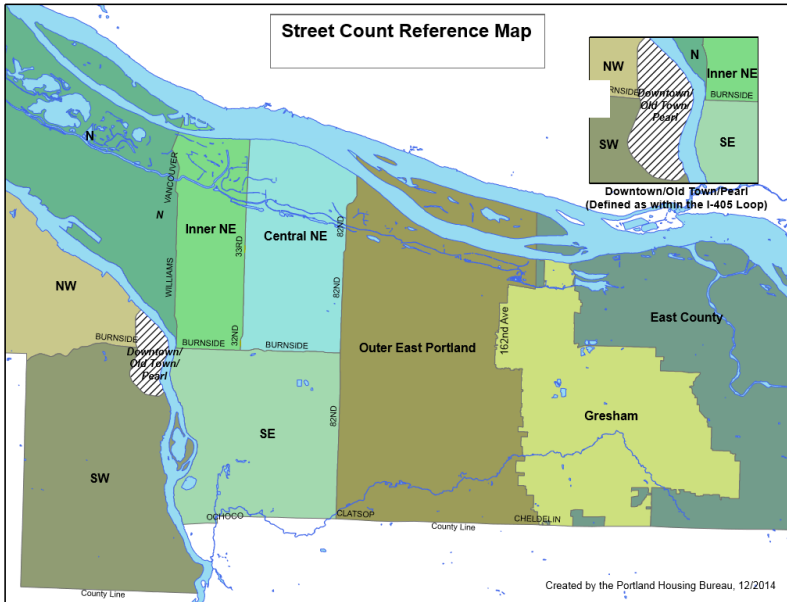 Street Count Reference Map
NW
N
Inner NE
BURNSIDE
BURNSIDE
Downtown/
Old Town/
Pearl
SW
SE
Downtown/Old Town/Pearl
(Defined as within the I-405 Loop)
N
VANCOUVER
N
Inner NE
33RD
Central NE
82ND
WILLIAMS
82ND
NW
East County
162nd Ave
BURNSIDE
BURNSIDE
32ND
BURNSIDE
Outer East Portland
Downtown/
Old Town/
Pearl
82ND
Gresham
SE
SW
OCHOCO
CLATSOP
CHELDELIN
County Line
County Line
Created by the Portland Housing Bureau, 12/2014